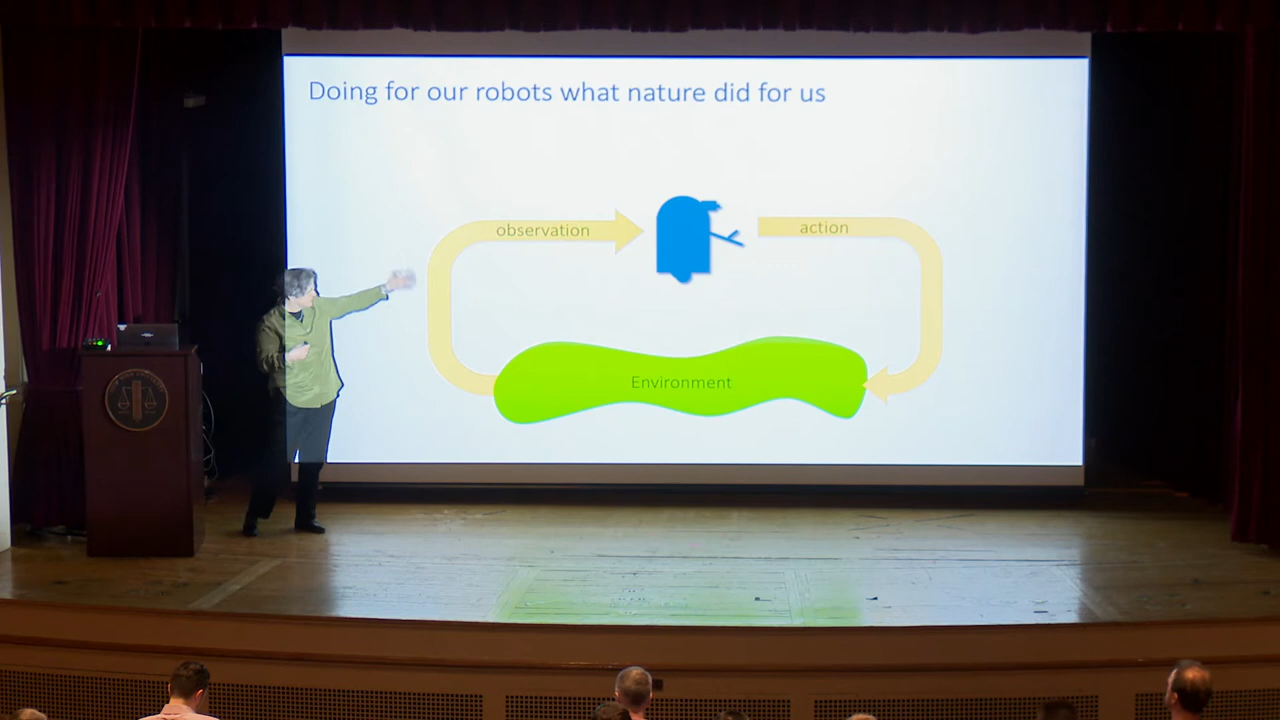 Doing for our robots what nature did for us
observation
action
Environment